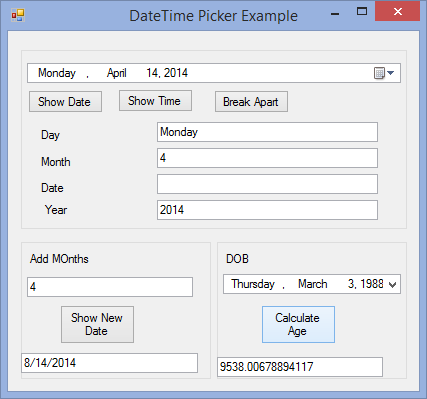 DateTime Picker Example
Monday , April 14, 2014
Show Date Show Time Break Apart
Day Monday
Month 4
Date
Year 2014
Add MOnths
4
Show New
Date
8/14/2014
DOB
Thursday , March 3, 1988
Calculate
Age
9538.00678894117